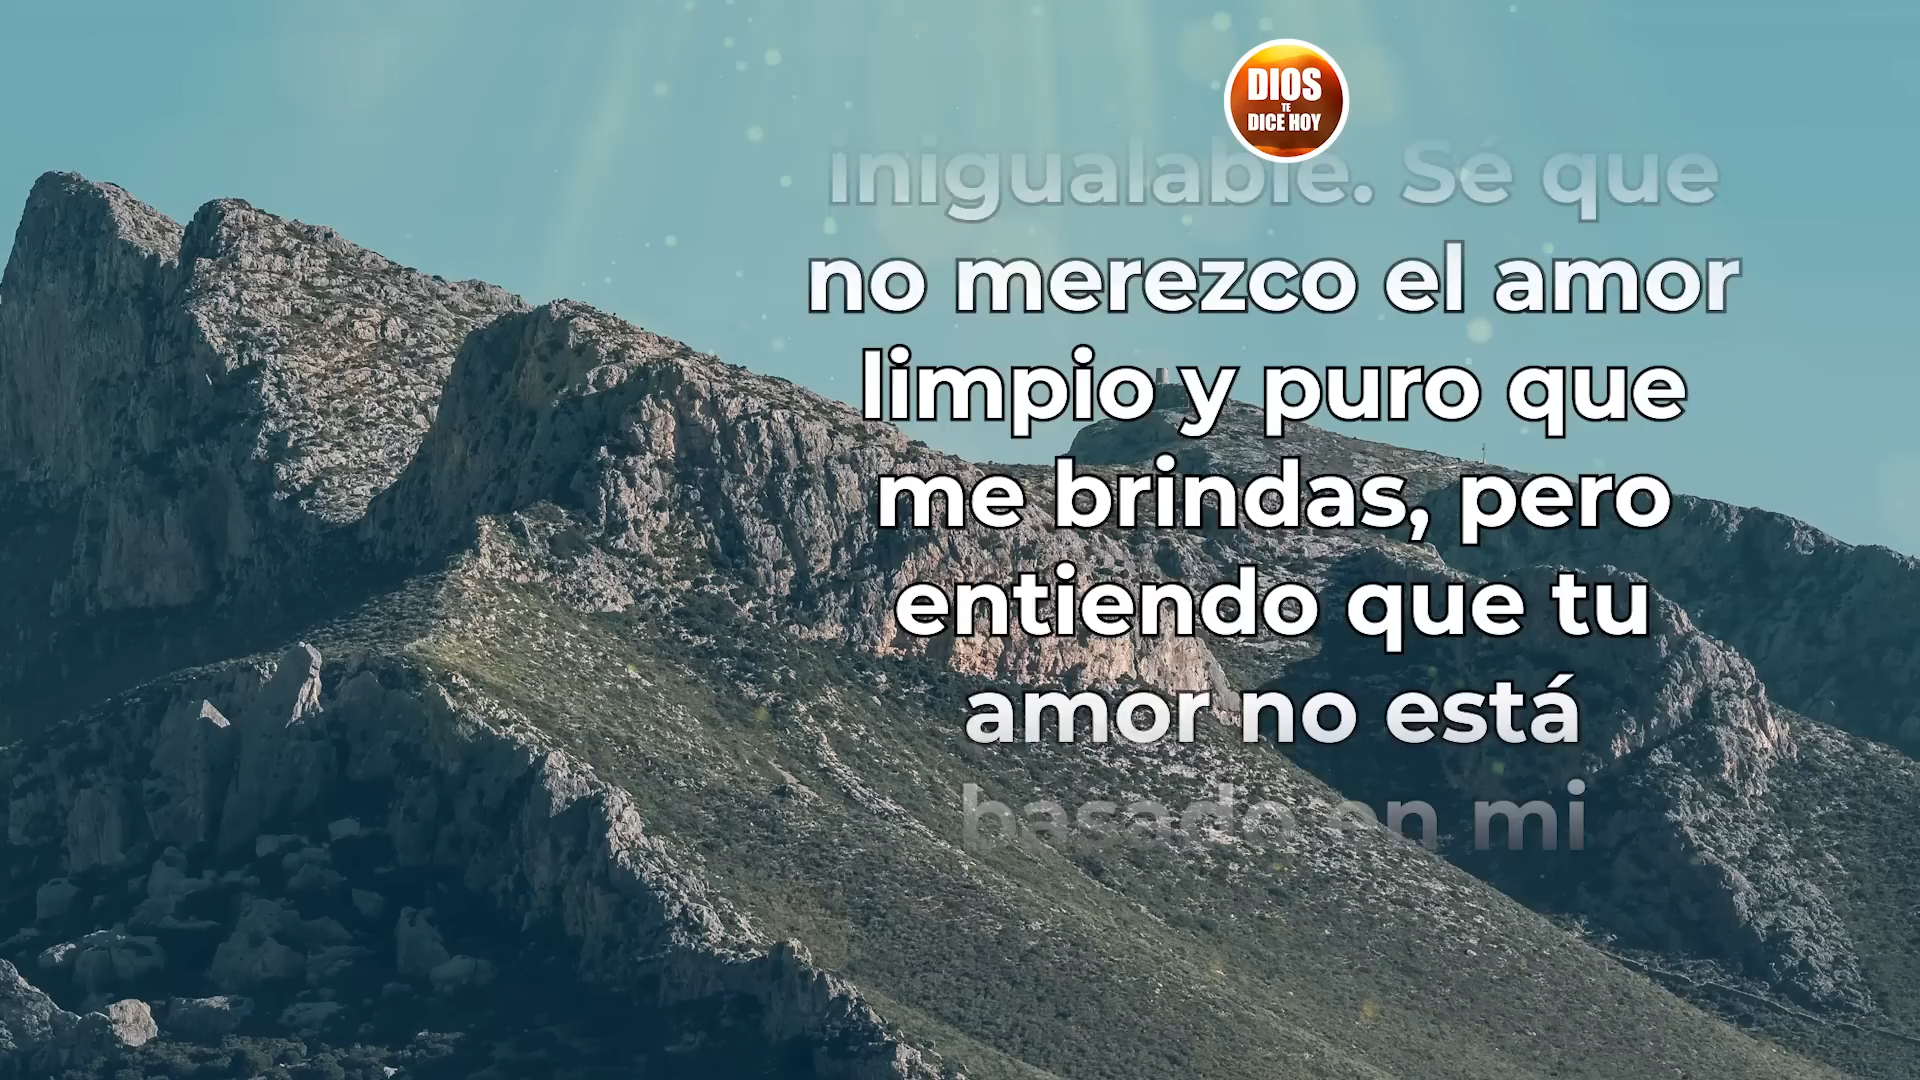 DIOS
TE
DICE HOY
inigualable. Sé que
no merezco el amor
limpio y puro que
me brindas, pero
entiendo que tu
amor no está
basado en mi